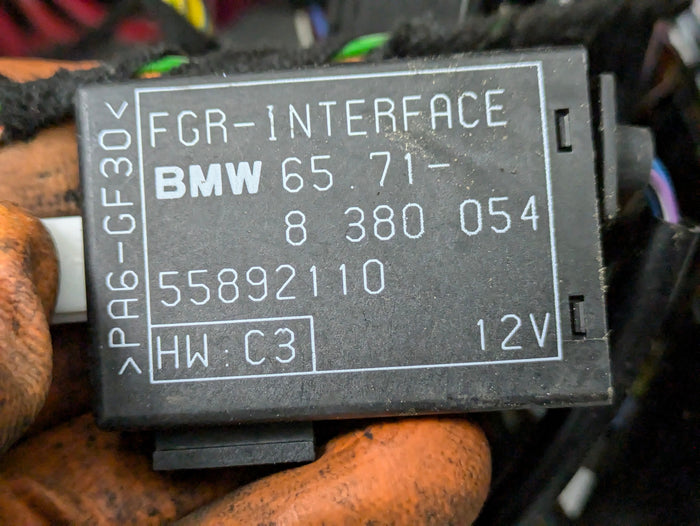 FGR-INTERFACE
BMW 65 71-
8 380 054
55892110
HW C3
12V
>PA6-GF30<